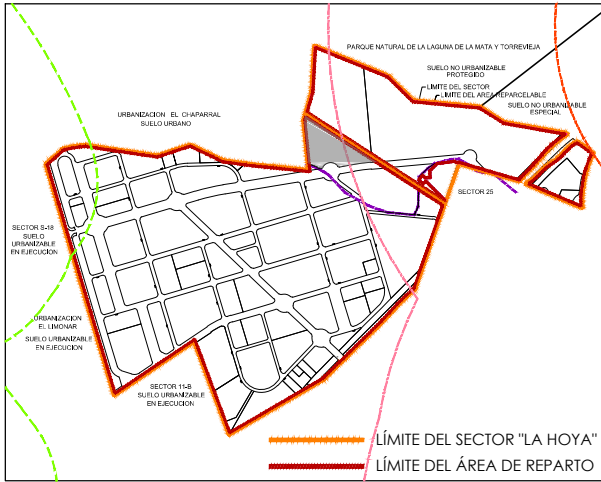 PARQUE NATURAL DE LA LAGUNA DE LA MATA Y TORREVIEJA
SUELO NO URBANIZABLE
PROTEGIDO
LÍMITE DEL SECTOR
LÍMITE DEL AREA REPARCELABLE
SUELO NO URBANIZABLE
ESPECIAL
URBANIZACION EL CHAPARRAL
SUELO URBANO
SECTOR 25
SECTOR S-18
SUELO
URBANIZABLE
EN EJECUCION
URBANIZACION
EL LIMONAR
SUELO URBANIZABLE
EN EJECUCION
SECTOR 11-B
SUELO URBANIZABLE
EN EJECUCION
LÍMITE DEL SECTOR "LA HOYA"
LÍMITE DEL ÁREA DE REPARTO